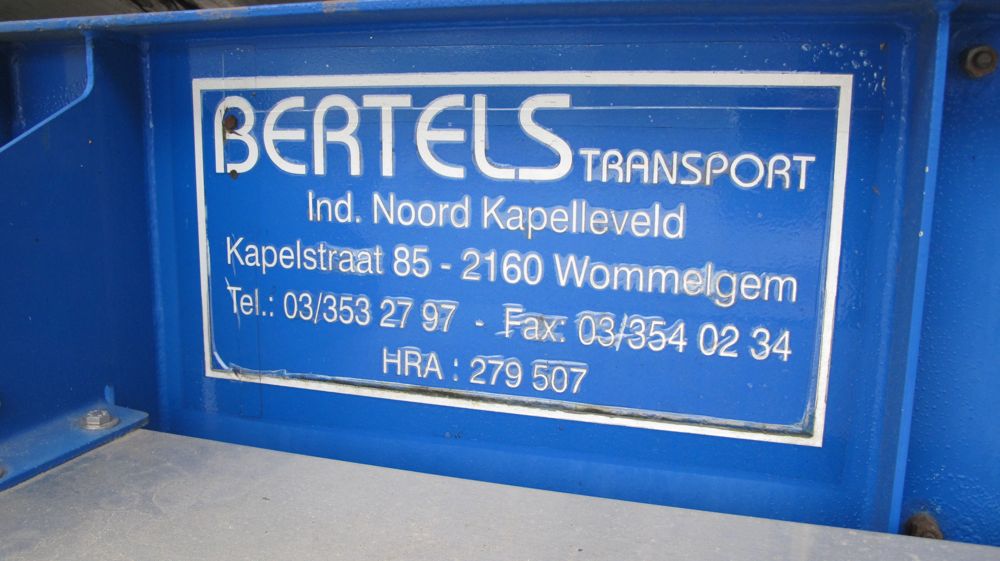 BERTELS TRANSPORT
Ind. Noord Kapelleveld
Kapelstraat 85 - 2160 Wommelgem
Tel.: 03/353 27 97 - Fax: 03/354 02 34
HRA : 279 507